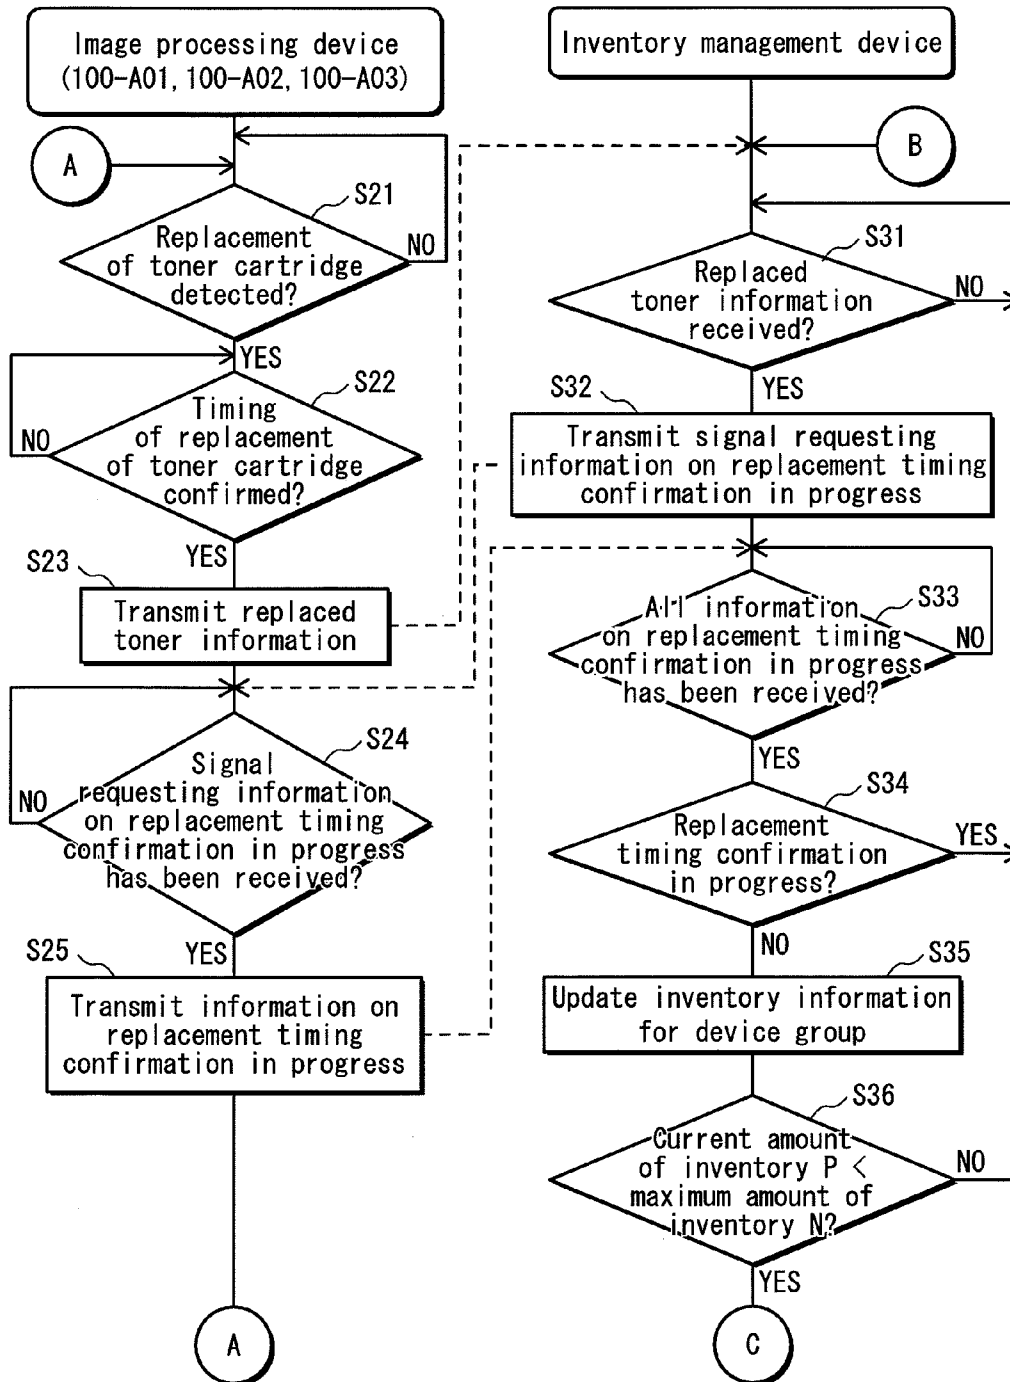 Image processing device
(100-A01, 100-A02, 100-A03)
A
S21
Replacement
of toner cartridge
detected?
NO
YES
S22
Timing
of replacement
of toner cartridge
confirmed?
NO
YES
S23
Transmit replaced
toner information
S24
Signal
requesting information
on replacement timing
confirmation in progress
has been received?
NO
YES
S25
Transmit information on
replacement timing
confirmation in progress
A
Inventory management device
B
S31
Replaced
toner information
received?
NO
YES
S32
Transmit signal requesting
information on replacement timing
confirmation in progress
S33
All information
on replacement timing
confirmation in progress
has been received?
NO
YES
S34
Replacement
timing confirmation
in progress?
YES
NO
S35
Update inventory information
for device group
S36
Current amount
of inventory P <
maximum amount of
inventory N?
NO
YES
C